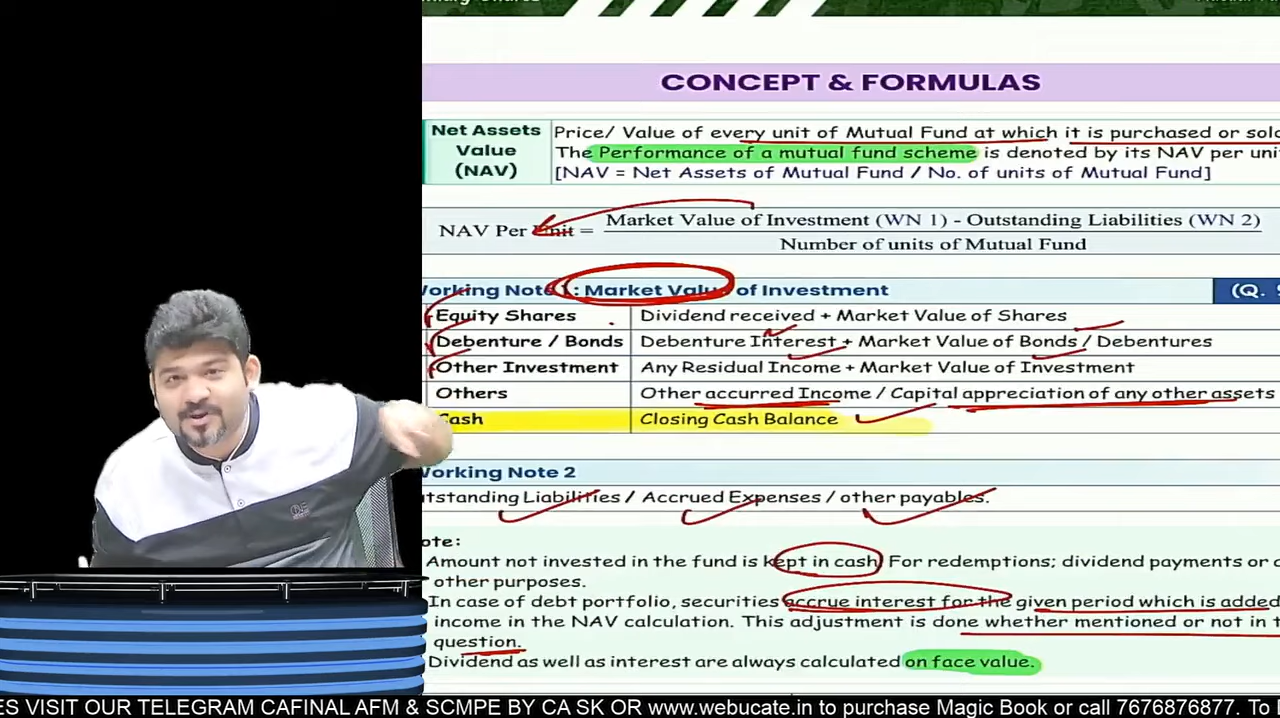 CONCEPT & FORMULAS
Net Assets
Value
(NAV)
Price/ Value of every unit of Mutual Fund at which it is purchased or sol
The Performance of a mutual fund scheme is denoted by its NAV per uni
[NAV = Net Assets of Mutual Fund / No. of units of Mutual Fund]
NAV Per Unit = Market Value of Investment (WN 1) - Outstanding Liabilities (WN 2)
Number of units of Mutual Fund
orking Note 1: Market Value of Investment (Q.
Equity Shares Dividend received + Market Value of Shares
Debenture / Bonds Debenture Interest + Market Value of Bonds / Debentures
Other Investment Any Residual Income + Market Value of Investment
Others Other accurred Income / Capital appreciation of any other assets
Cash Closing Cash Balance
orking Note 2
tstanding Liabilities / Accrued Expenses / other payables.
ote:
Amount not invested in the fund is kept in cash For redemptions; dividend payments or
other purposes.
In case of debt portfolio, securities accrue interest for the given period which is added
income in the NAV calculation. This adjustment is done whether mentioned or not in t
question.
Dividend as well as interest are always calculated on face value.
ES VISIT OUR TELEGRAM CAFINAL AFM & SCMPE BY CA SK OR www.webucate.in to purchase Magic Book or call 7676876877. To